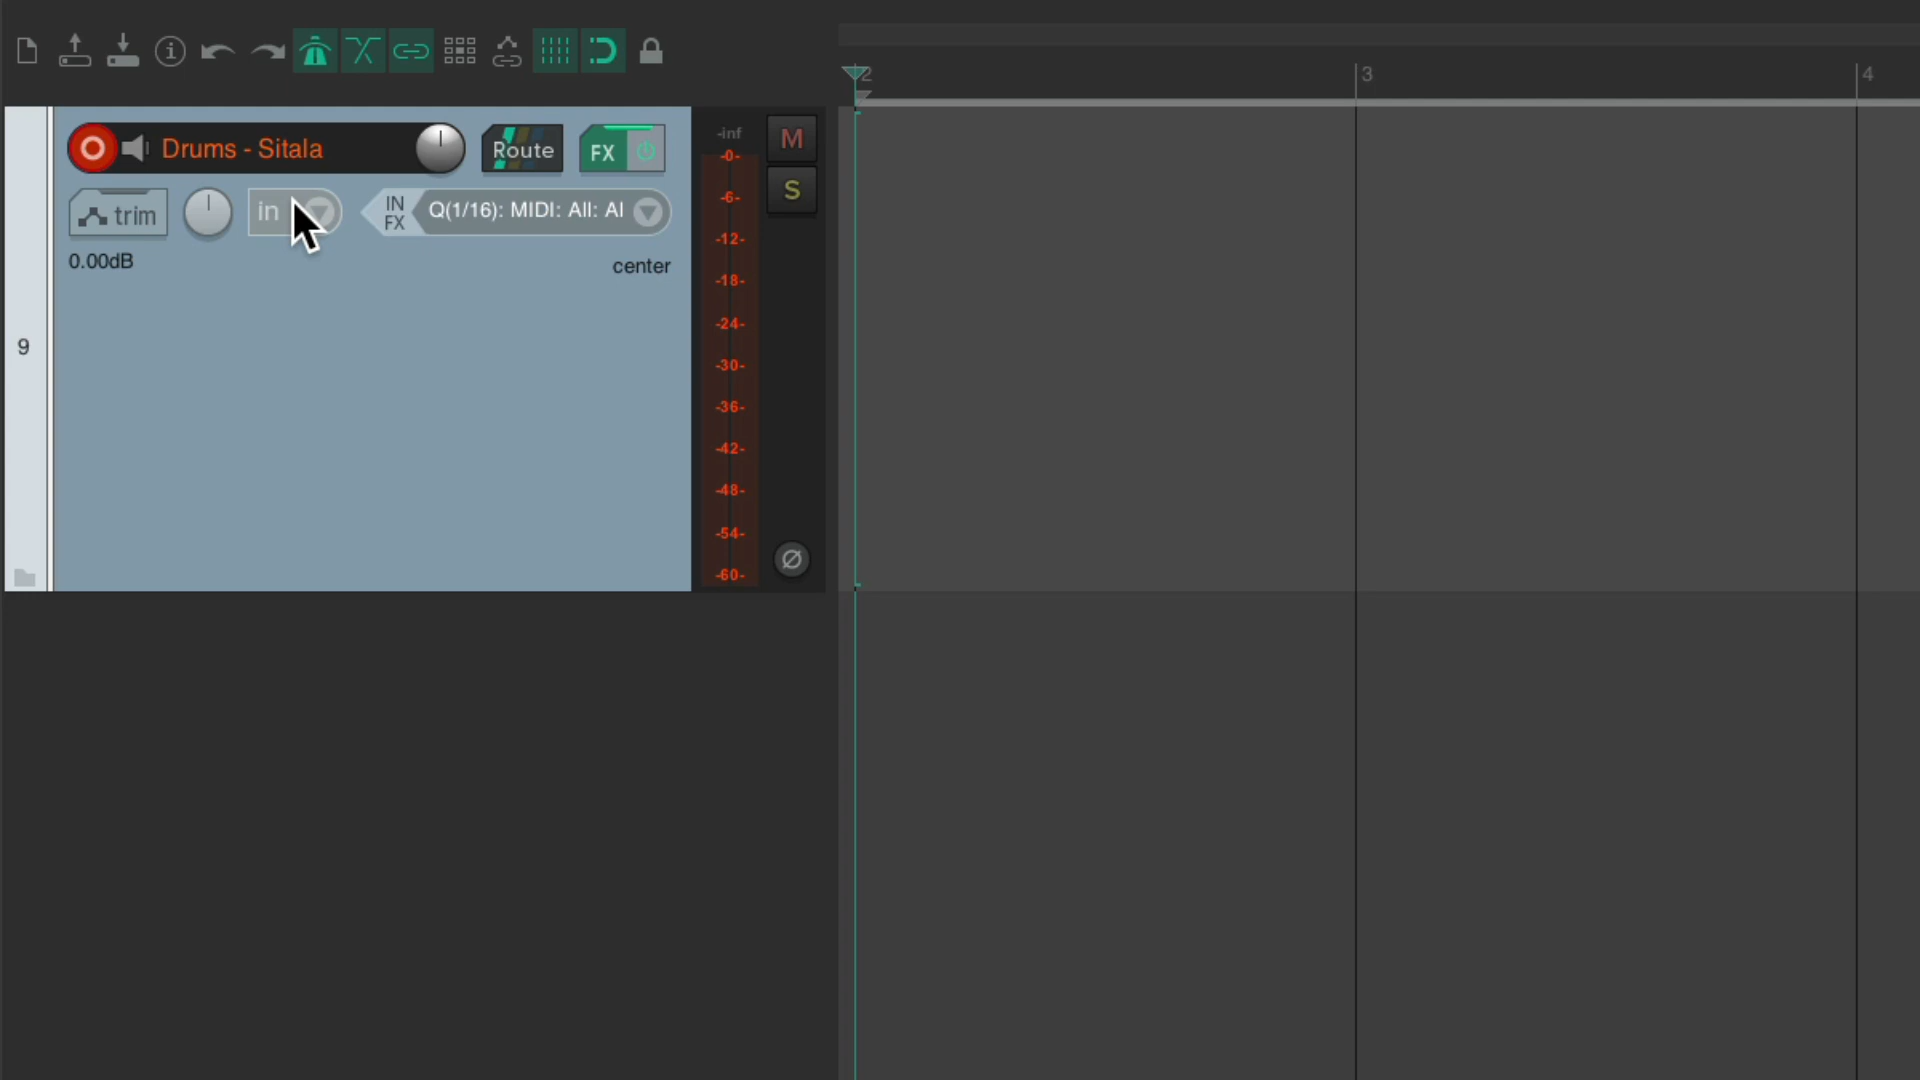 2
3
4
Drums - Sitala
Route
FX
-inf
M
-0-
S
trim
in
IN
FX
Q(1/16): MIDI: All: Al
-6-
-12-
0.00dB
center
-18-
-24-
9
-30-
-36-
-42-
-48-
-54-
-60-